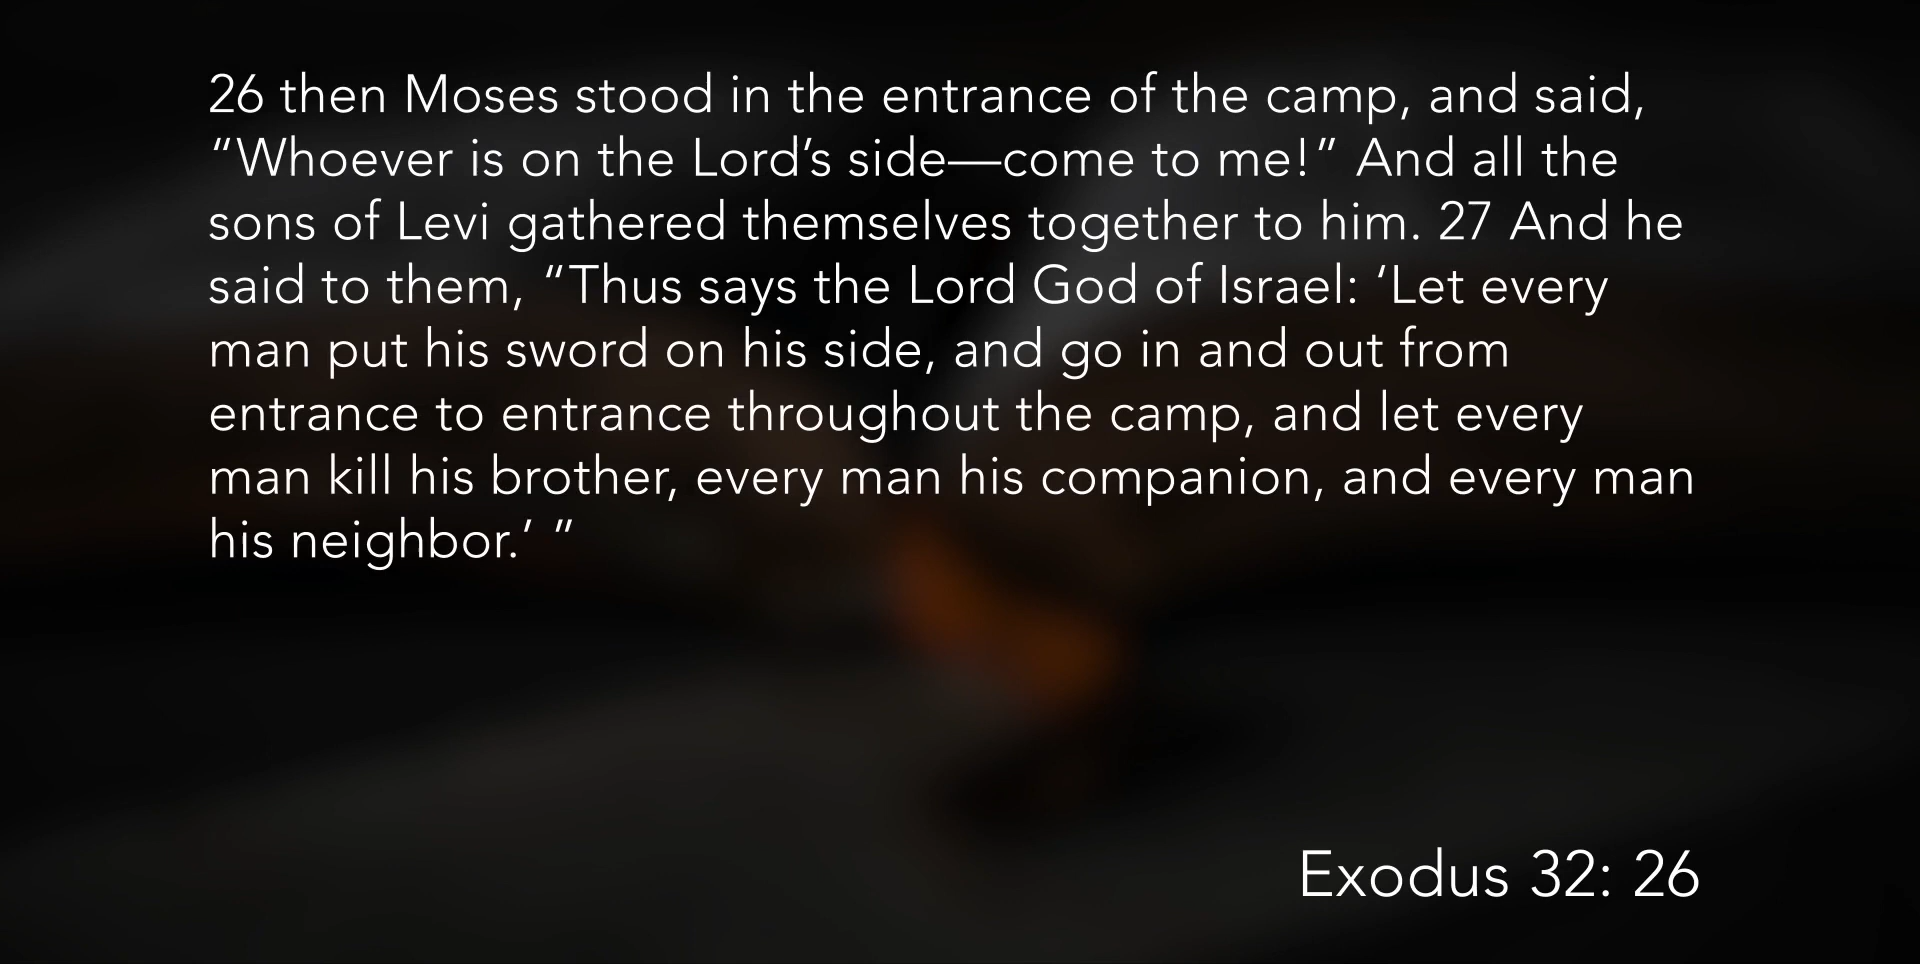 26 then Moses stood in the entrance of the camp, and said,
“Whoever is on the Lord’s side—come to me!” And all the
sons of Levi gathered themselves together to him. 27 And he
said to them, “Thus says the Lord God of Israel: ‘Let every
man put his sword on his side, and go in and out from
entrance to entrance throughout the camp, and let every
man kill his brother, every man his companion, and every man
his neighbor.’ ”
Exodus 32: 26